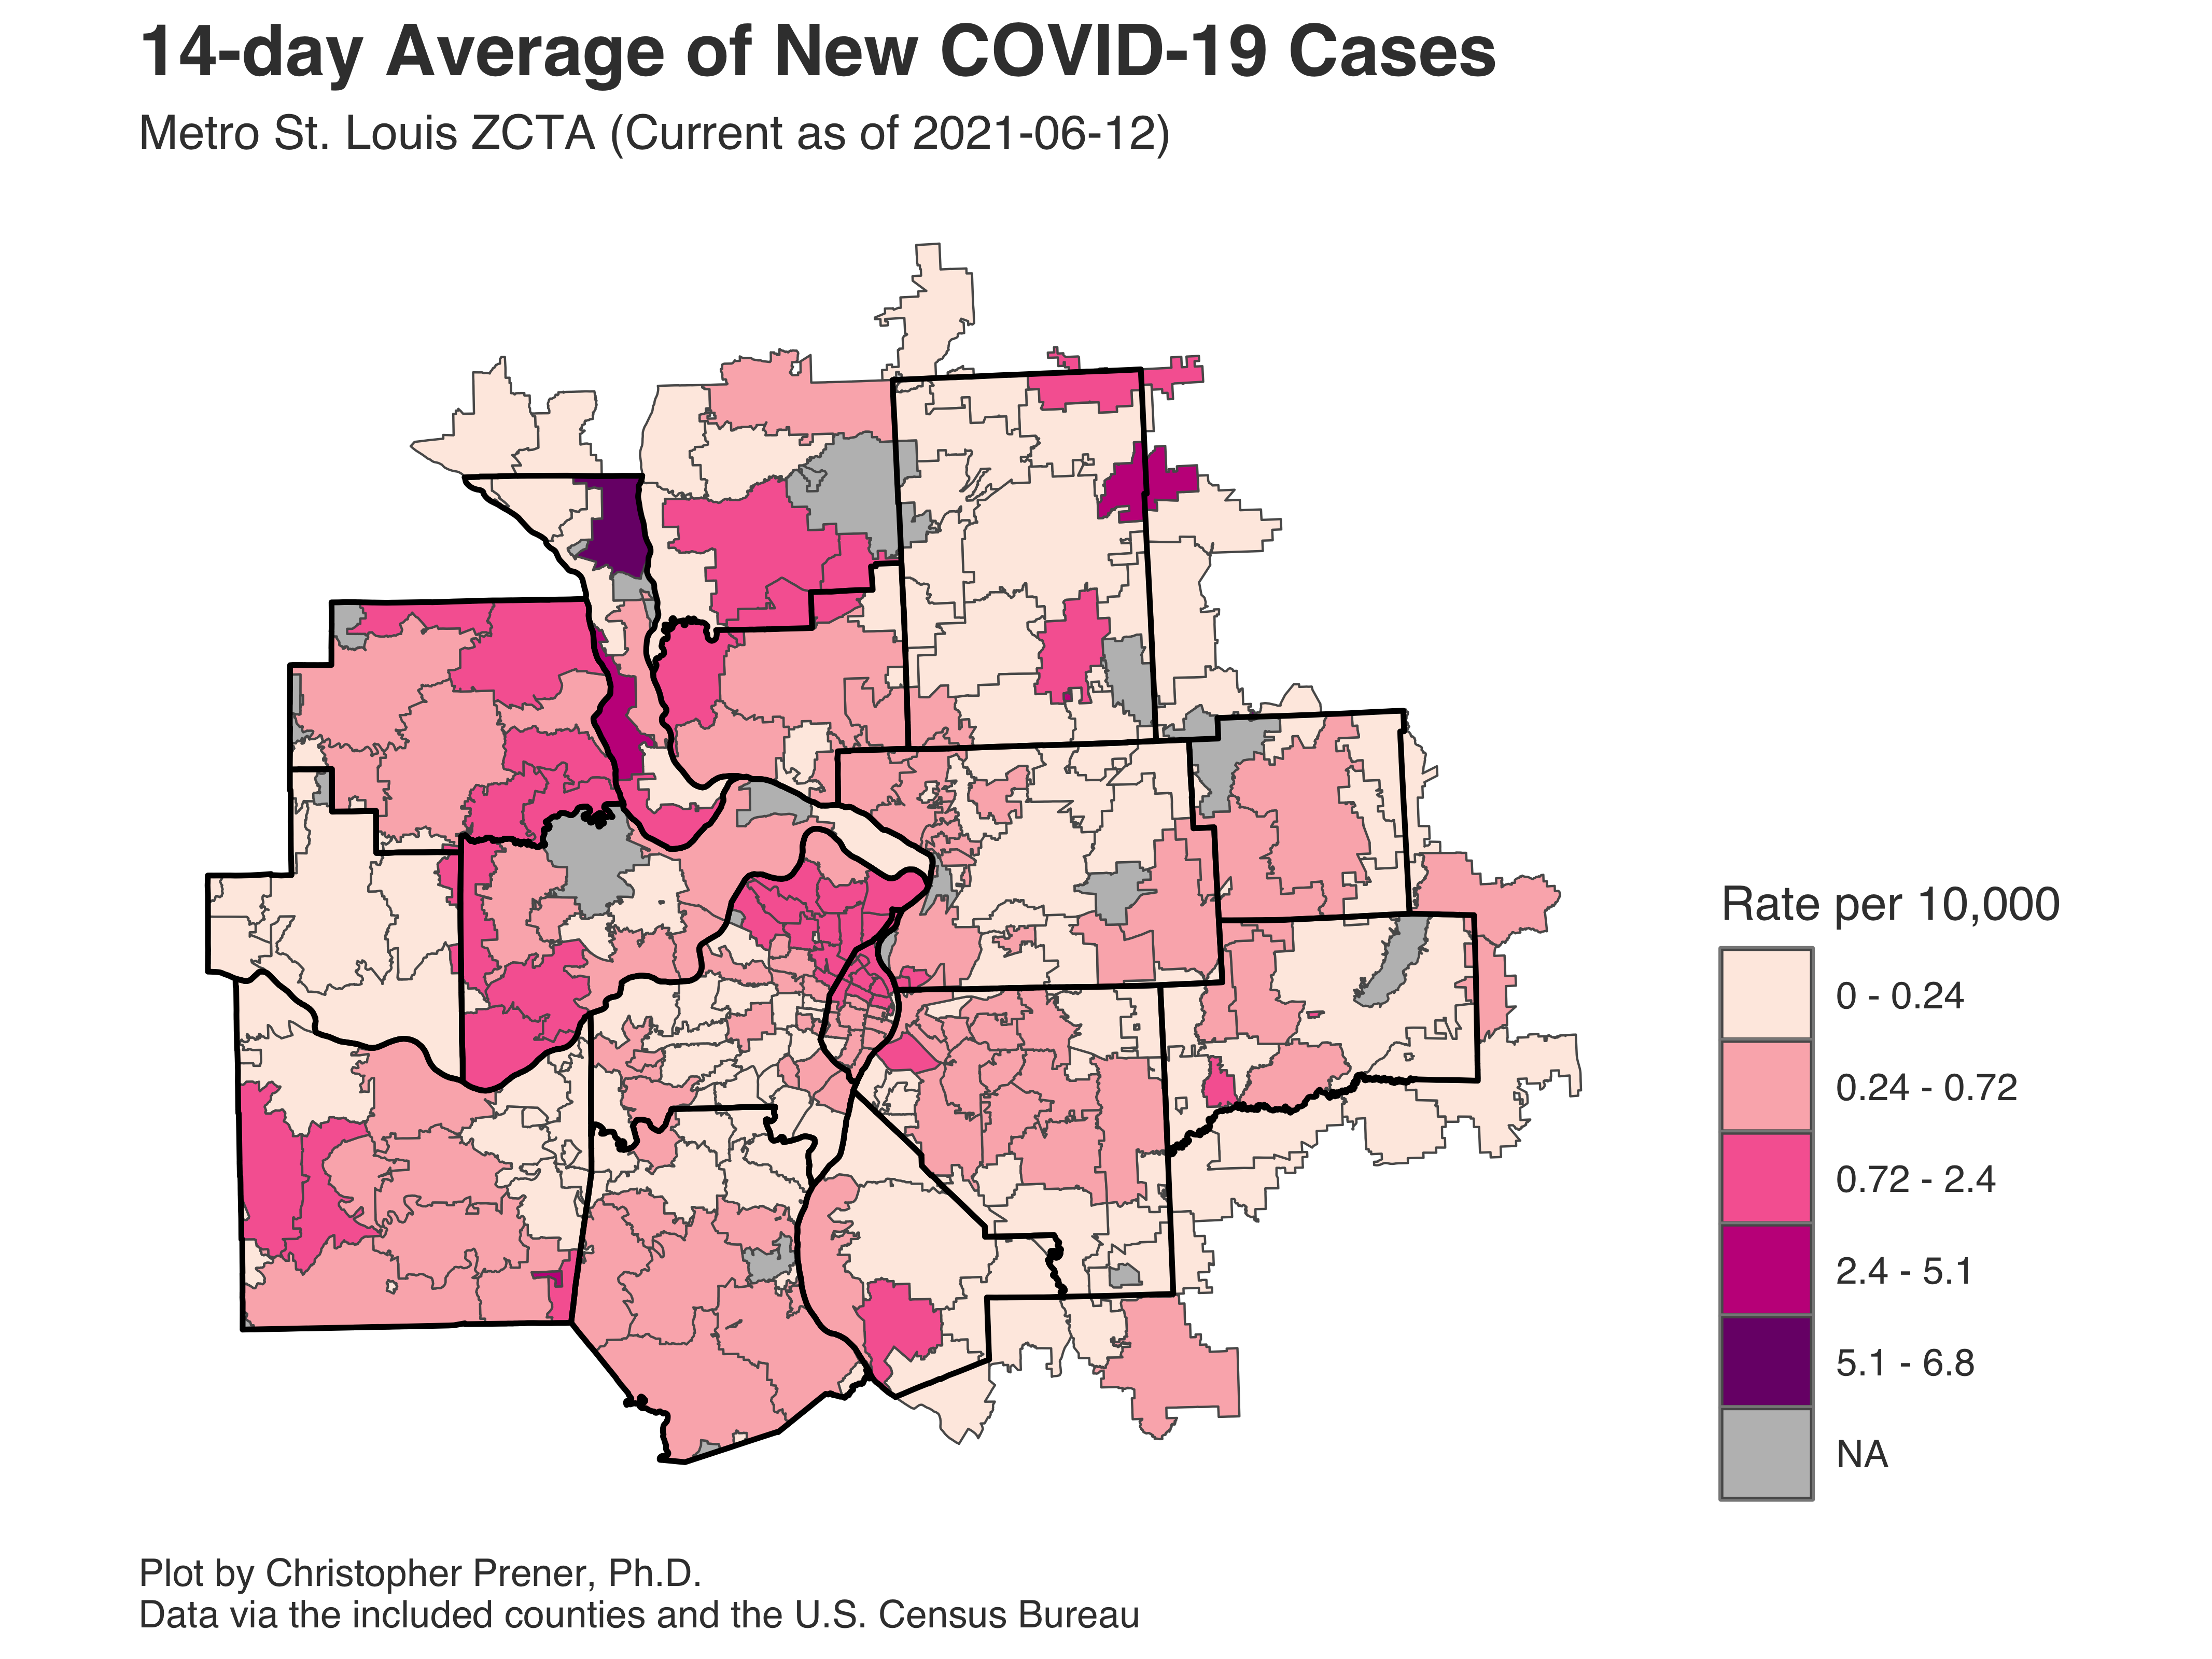 14-day Average of New COVID-19 Cases
Metro St. Louis ZCTA (Current as of 2021-06-12)
Rate per 10,000
0 - 0.24
0.24 - 0.72
0.72 - 2.4
2.4 - 5.1
5.1 - 6.8
NA
Plot by Christopher Prener, Ph.D.
Data via the included counties and the U.S. Census Bureau